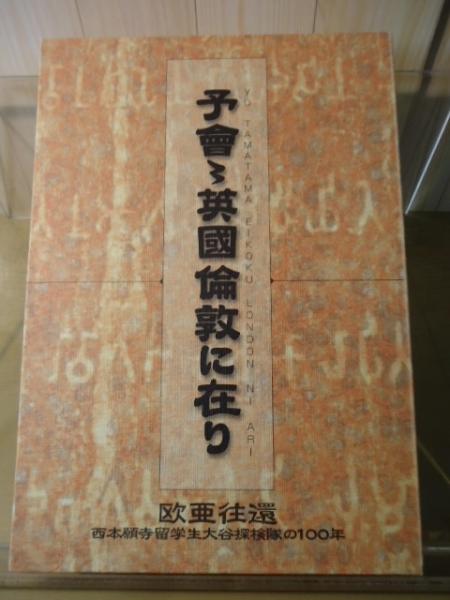 予會〻英國倫敦に在り
YO TAMATAMA EIKOKU LONDON NI ARI
欧亜往還
西本願寺留学生大谷探検隊の100年